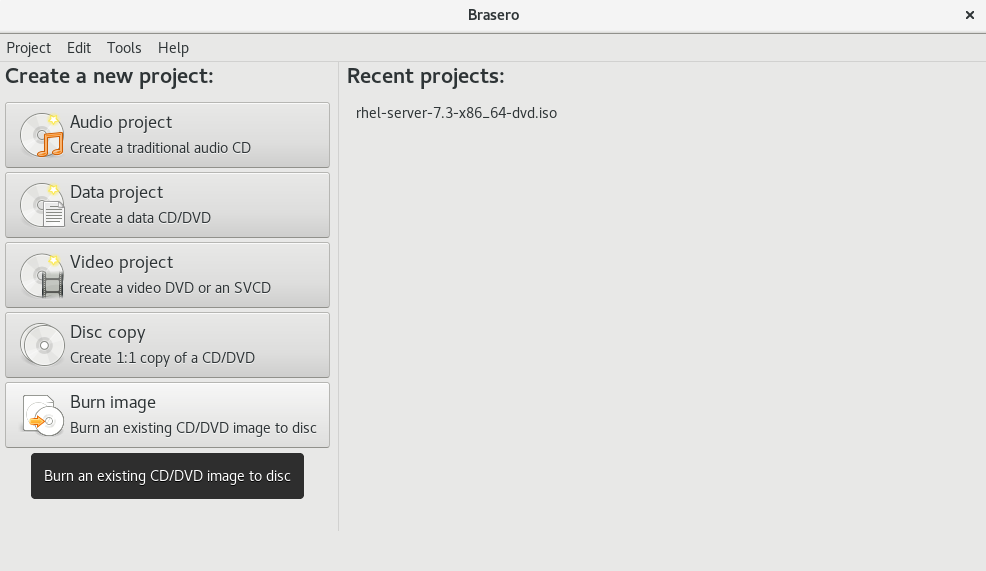 Brasero
Project Edit Tools Help
Create a new project:
Audio project
Create a traditional audio CD
Data project
Create a data CD/DVD
Video project
Create a video DVD or an SVCD
Disc copy
Create 1:1 copy of a CD/DVD
Burn image
Burn an existing CD/DVD image to disc
Burn an existing CD/DVD image to disc
Recent projects:
rhel-server-7.3-x86_64-dvd.iso